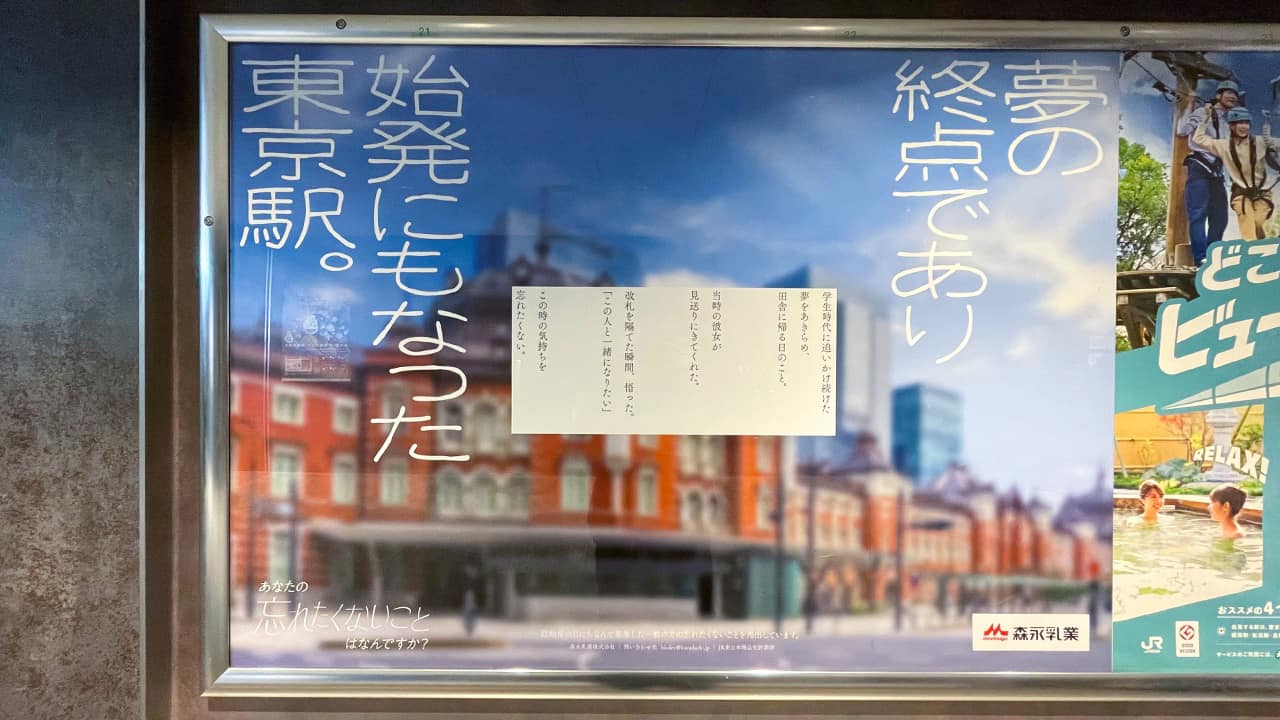 夢の
終点であり
始発にもなった
東京駅。
学生時代に追いかけ続けた
夢をあきらめ、
田舎に帰る日のこと。
当時の彼女が
見送りにきてくれた。
改札を隔てた瞬間、悟った。
「この人と一緒になりたい」
この時の気持ちを
忘れたくない。
あなたの
忘れたくないこと
はなんですか?
森永乳業
21
22
どこ
ビュー
RELAX!
おススメの4
JR
GOOD DESIGN